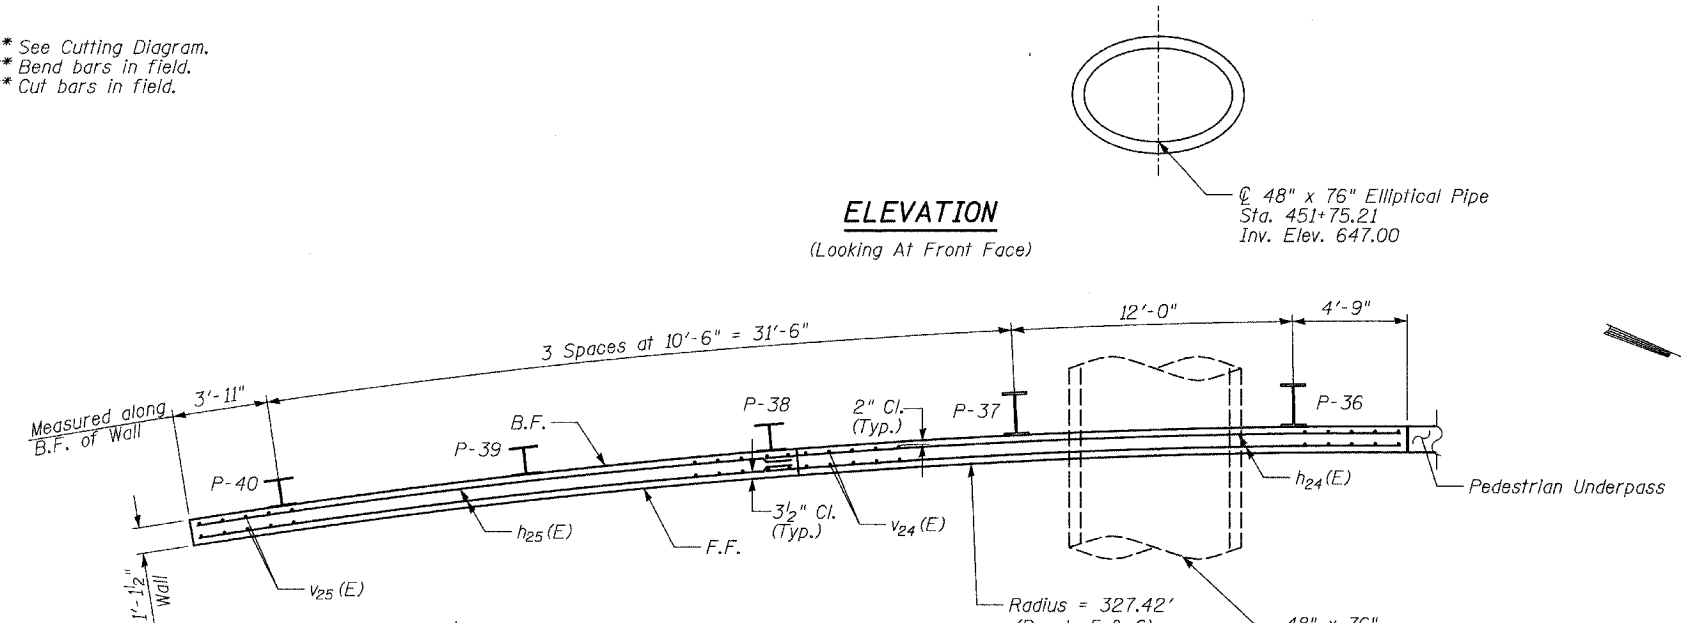 * See Cutting Diagram.
* Bend bars in field.
* Cut bars in field.
℄ 48" x 76" Elliptical Pipe
Sta. 451+75.21
Inv. Elev. 647.00
ELEVATION
(Looking At Front Face)
3 Spaces at 10'-6" = 31'-6"
12'-0"
4'-9"
3'-11"
Measured along
B.F. of Wall
P-40
P-39
B.F.
P-38
2" Cl.
(Typ.)
P-37
P-36
h24(E)
Pedestrian Underpass
v24(E)
3½" Cl.
(Typ.)
F.F.
h25(E)
v25(E)
1'-1½"
Wall
Radius = 327.42'
48" x 76"